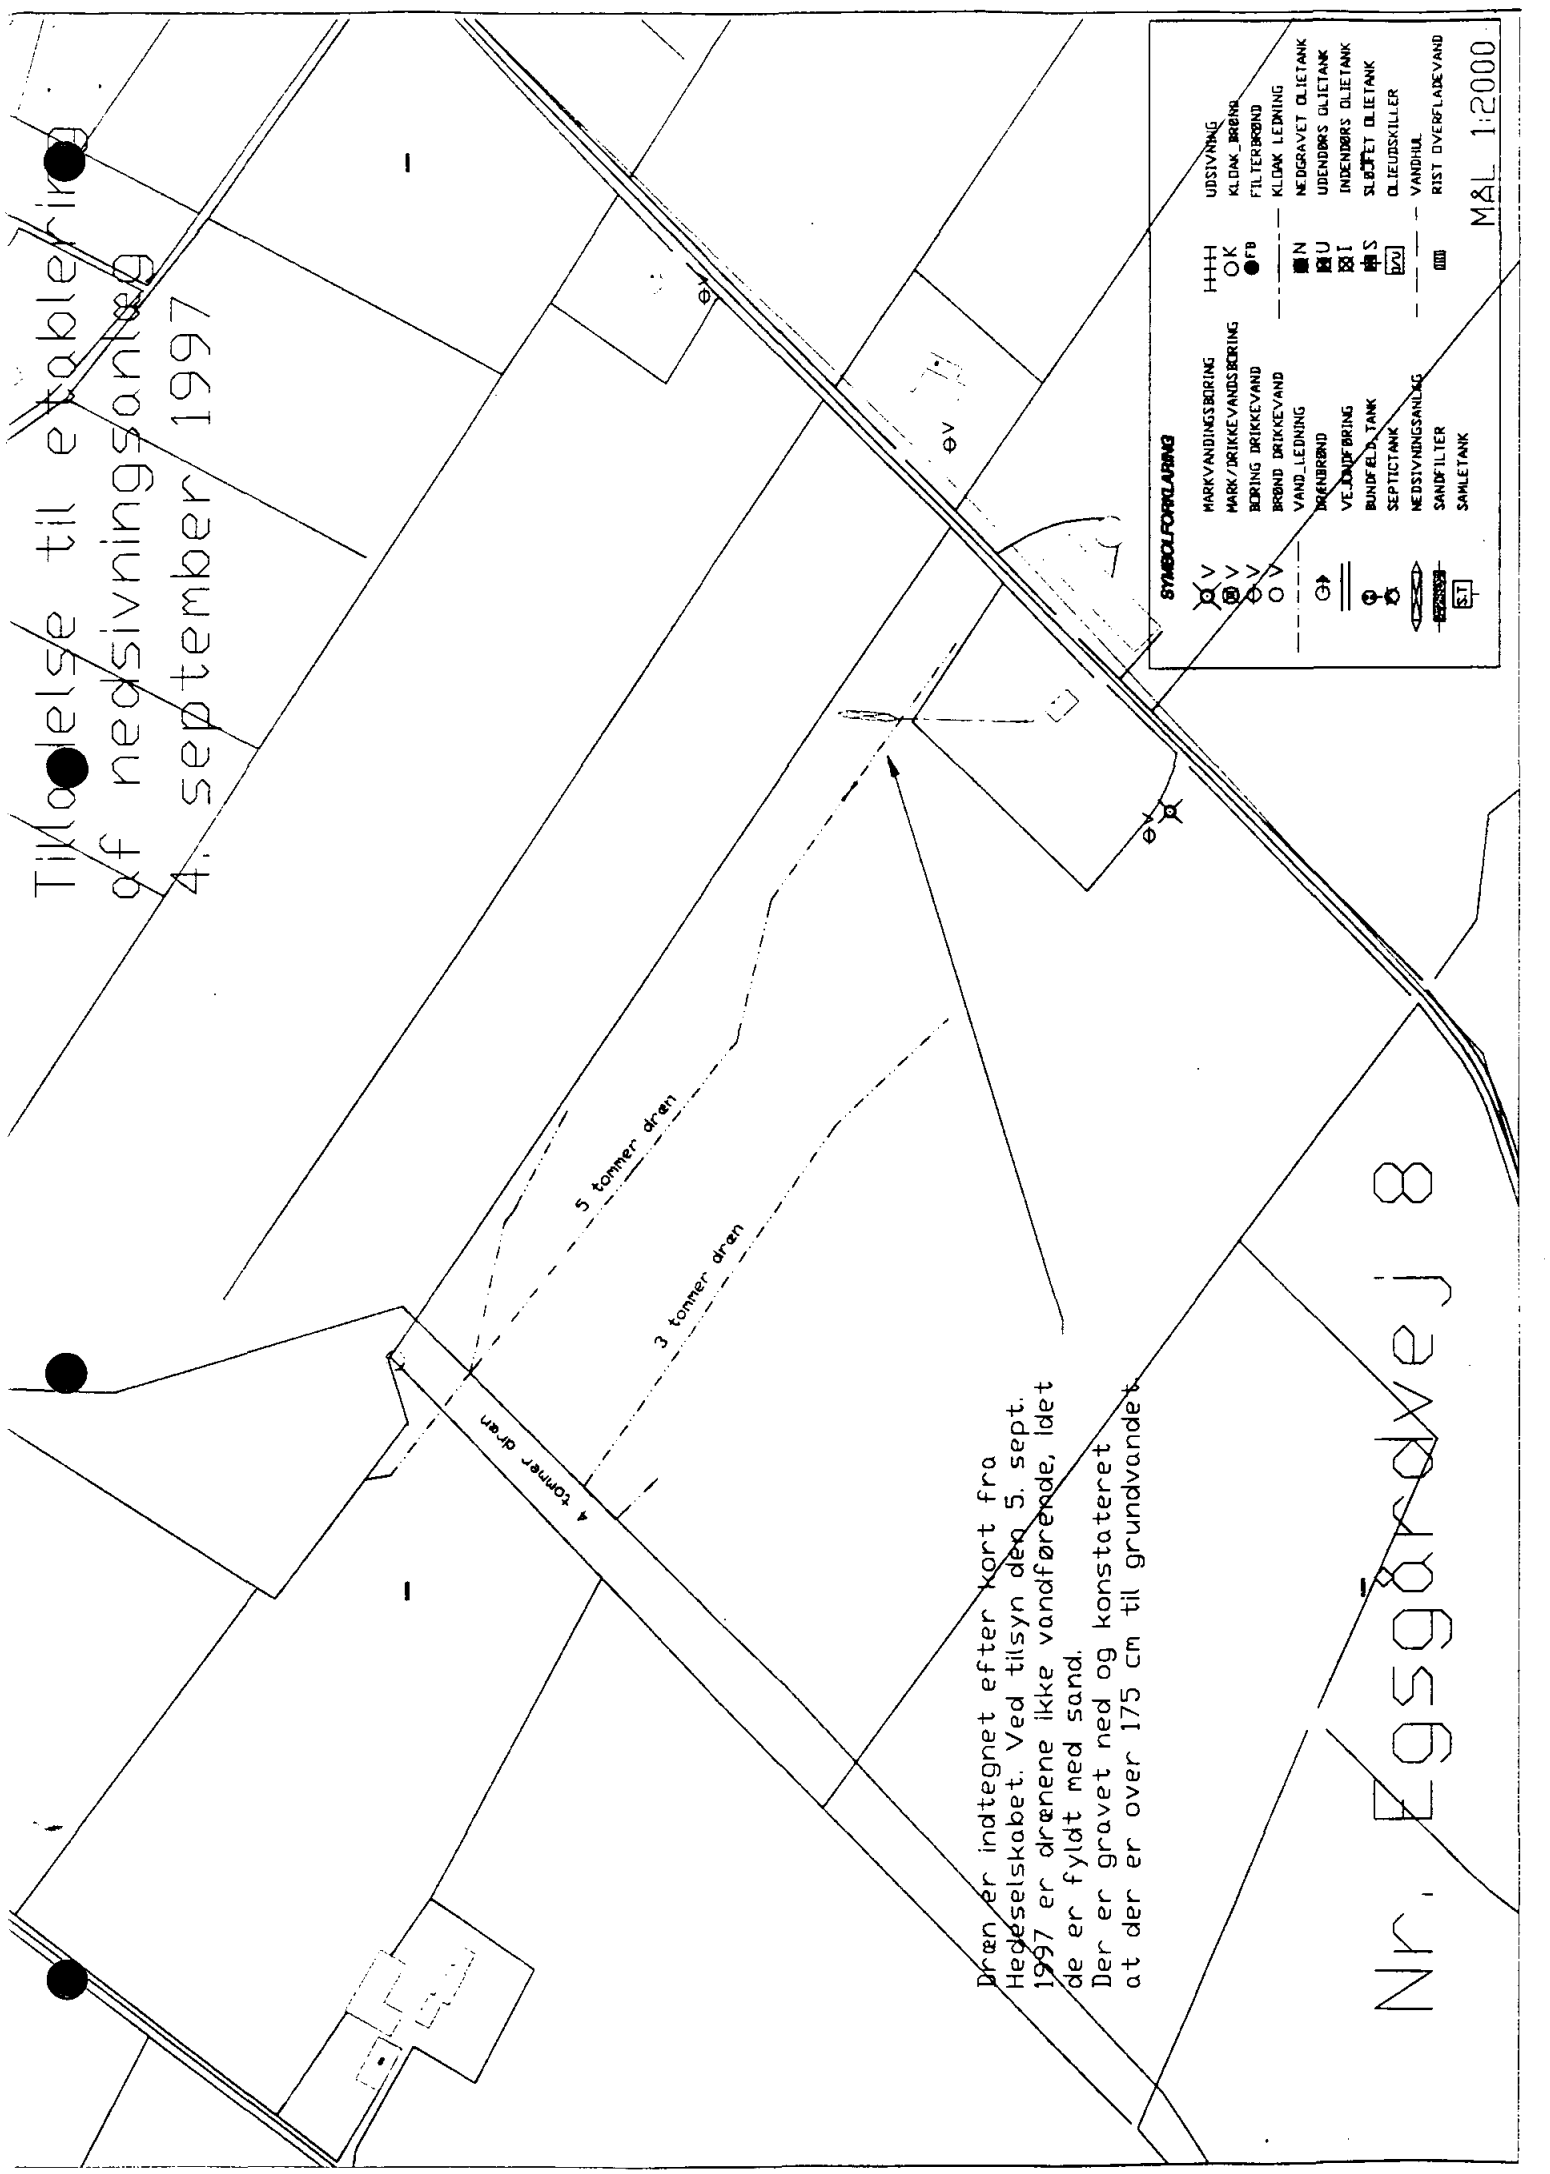 Tilladelse til etablering
af nedsivningsanlæg
4. september 1997
5 tommer dræn
3 tommer dræn
4 tommer dræn
Dræn er indtegnet efter kort fra
Hedeselskabet. Ved tilsyn den 5. sept.
1997 er drænene ikke vandførende, idet
de er fyldt med sand.
Der er gravet ned og konstateret
at der er over 175 cm til grundvandet.
Nr. Egsgårdvej 8
V
V
V
SYMBOLFORKLARING
V MARKVANDINGSBORING
V MARK/DRIKKEVANDSBORING
V BORING DRIKKEVAND
V BRØND DRIKKEVAND
VAND_LEDNING
DRÆNBRØND
VEJUNDFØRING
BUNDFÆLD_TANK
SEPTICTANK
NEDSIVNINGSANLÆG
SANDFILTER
S.T SAMLETANK
UDSIVNING
K KLOAK_BRØND
FB FILTERBRØND
KLOAK LEDNING
N NEDGRAVET OLIETANK
U UDENDØRS OLIETANK
I INDENDØRS OLIETANK
S SLØJFET OLIETANK
OLIEUDSKILLER
VANDHUL
RIST OVERFLADEVAND
MÅL 1:2000